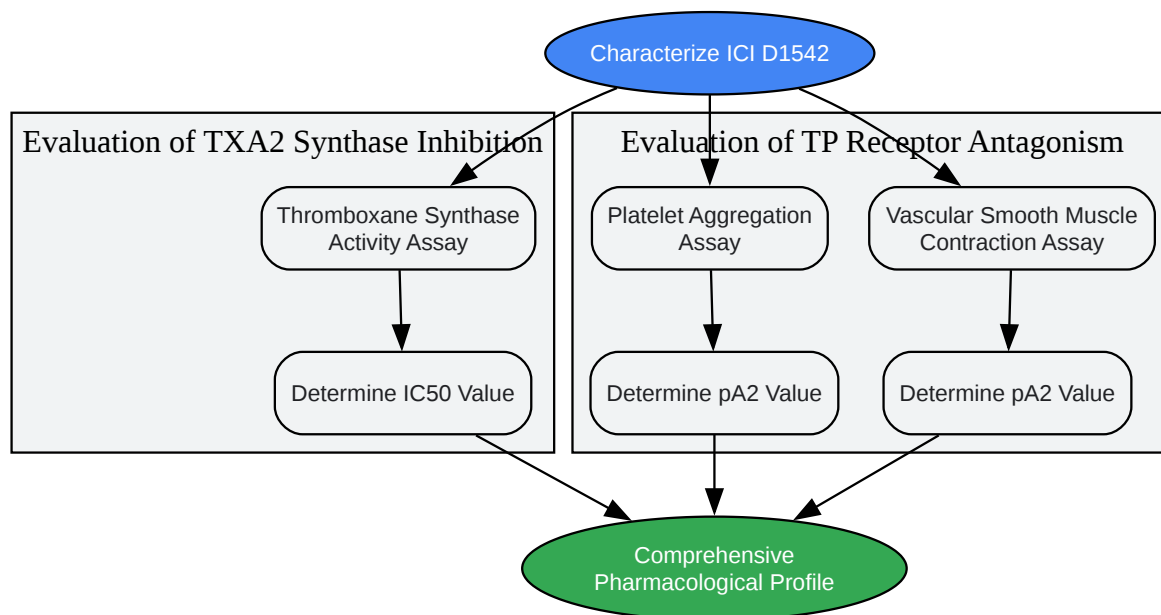 Characterize ICI D1542
Evaluation of TXA2 Synthase Inhibition
Evaluation of TP Receptor Antagonism
Thromboxane Synthase
Activity Assay
Platelet Aggregation
Assay
Vascular Smooth Muscle
Contraction Assay
Determine IC50 Value
Determine pA2 Value
Determine pA2 Value
Comprehensive
Pharmacological Profile